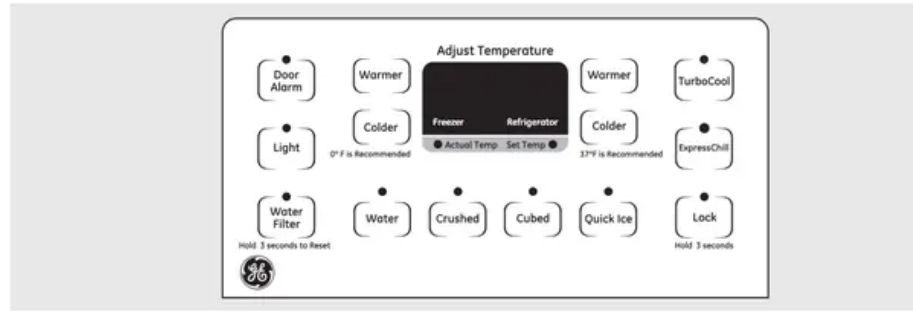 Adjust Temperature
Door
Alarm
Warmer
Warmer
TurboCool
Freezer
Refrigerator
Colder
Colder
Light
Actual Temp
Set Temp
ExpressChill
0° F is Recommended
37°F is Recommended
Water
Filter
Water
Crushed
Cubed
Quick Ice
Lock
Hold 3 seconds to Reset
Hold 3 seconds
GE